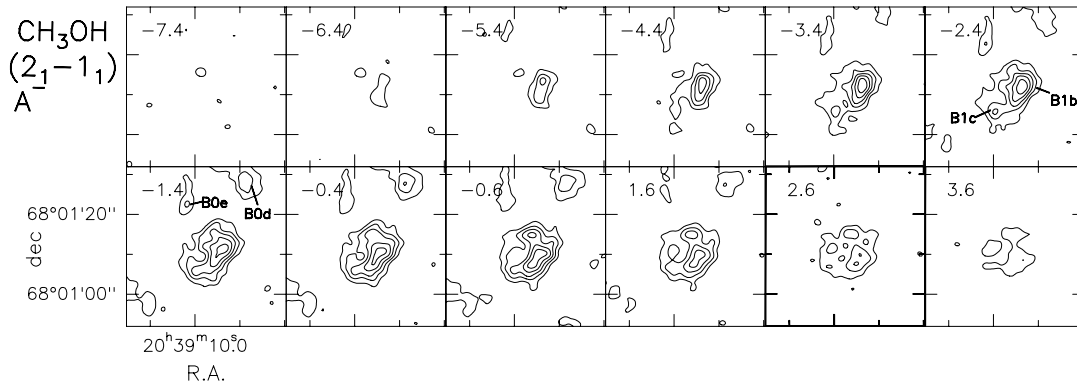 CH₃OH
(2₁−1₁)
A⁻
−7.4
−6.4
−5.4
−4.4
−3.4
−2.4
B1c
B1b
−1.4
−0.4
−0.6
1.6
2.6
3.6
B0e
B0d
68°01'20''
dec
68°01'00''
20ʰ39ᵐ10ˢ.0
R.A.